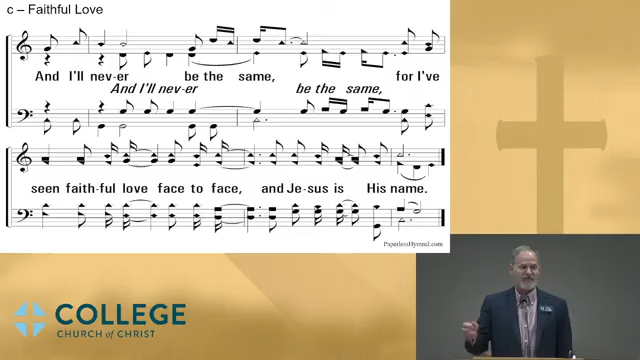 c – Faithful Love
And I'll nev-er be the same, for I've
And I'll nev-er be the same,
seen faith-ful love face to face, and Je-sus is His name.
PaperlessHymnal.com
COLLEGE
CHURCH of CHRIST